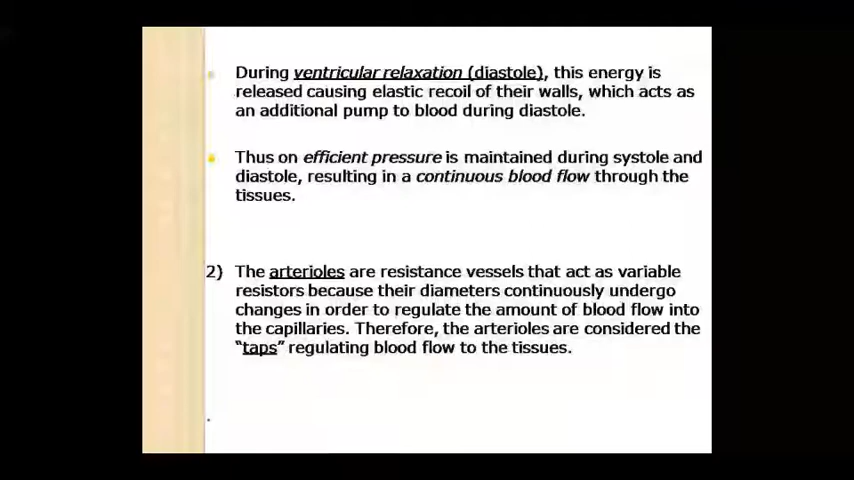 During ventricular relaxation (diastole), this energy is
released causing elastic recoil of their walls, which acts as
an additional pump to blood during diastole.
Thus on efficient pressure is maintained during systole and
diastole, resulting in a continuous blood flow through the
tissues.
2) The arterioles are resistance vessels that act as variable
resistors because their diameters continuously undergo
changes in order to regulate the amount of blood flow into
the capillaries. Therefore, the arterioles are considered the
“taps” regulating blood flow to the tissues.
.